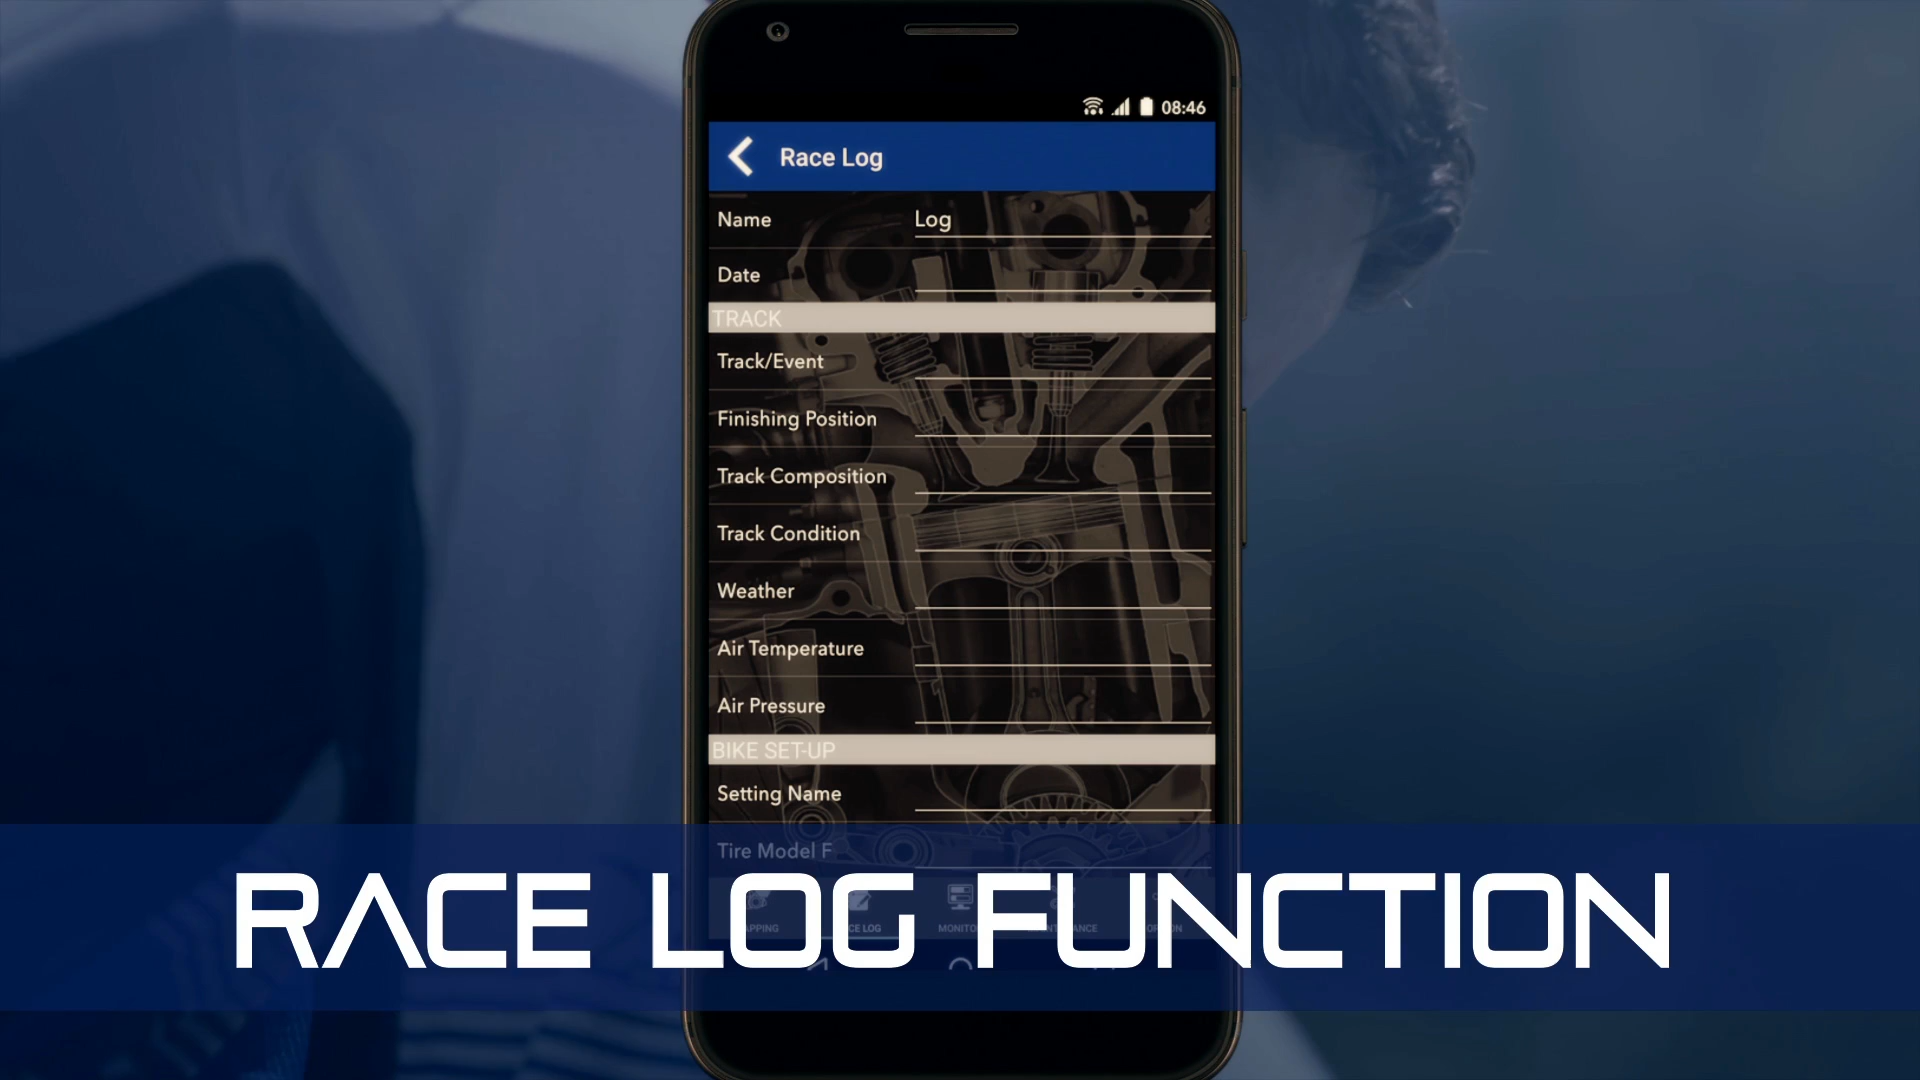 08:46
Race Log
Name Log
Date
TRACK
Track/Event
Finishing Position
Track Composition
Track Condition
Weather
Air Temperature
Air Pressure
BIKE SET-UP
Setting Name
Tire Model F
RACE LOG FUNCTION